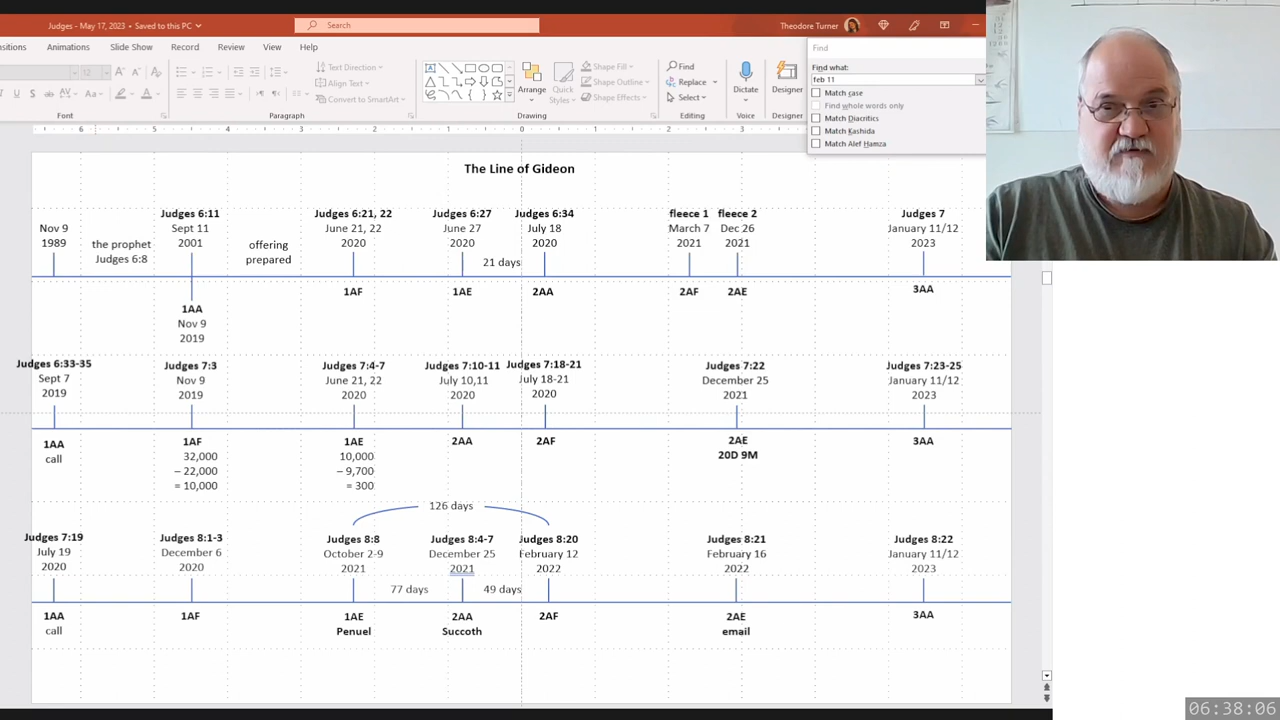 Judges - May 17, 2023 • Saved to this PC
Search
Theodore Turner
sitions Animations Slide Show Record Review View Help
Text Direction
Align Text
Convert to SmartArt
Arrange
Quick Styles
Shape Fill
Shape Outline
Shape Effects
Find
Replace
Select
Dictate
Designer
Font Paragraph Drawing Editing Voice Designer
Find
Find what:
feb 11
Match case
Find whole words only
Match Diacritics
Match Kashida
Match Alef Hamza
6 5 4 3 2 1 0 1 2 3
The Line of Gideon
Judges 6:11 Judges 6:21, 22 Judges 6:27 Judges 6:34 fleece 1 fleece 2 Judges 7
Nov 9 Sept 11 June 21, 22 June 27 July 18 March 7 Dec 26 January 11/12
1989 2001 2020 2020 2020 2021 2021 2023
the prophet
Judges 6:8
offering
prepared
21 days
1AF 1AE 2AA 2AF 2AE 3AA
1AA
Nov 9
2019
Judges 6:33-35 Judges 7:3 Judges 7:4-7 Judges 7:10-11 Judges 7:18-21 Judges 7:22 Judges 7:23-25
Sept 7 Nov 9 June 21, 22 July 10,11 July 18-21 December 25 January 11/12
2019 2019 2020 2020 2020 2021 2023
1AA 1AF 1AE 2AA 2AF 2AE 3AA
call 32,000 10,000 20D 9M
– 22,000 – 9,700
= 10,000 = 300
126 days
Judges 7:19 Judges 8:1-3 Judges 8:8 Judges 8:4-7 Judges 8:20 Judges 8:21 Judges 8:22
July 19 December 6 October 2-9 December 25 February 12 February 16 January 11/12
2020 2020 2021 2021 2022 2022 2023
77 days 49 days
1AA 1AF 1AE 2AA 2AF 2AE 3AA
call Penuel Succoth email
06:38:06